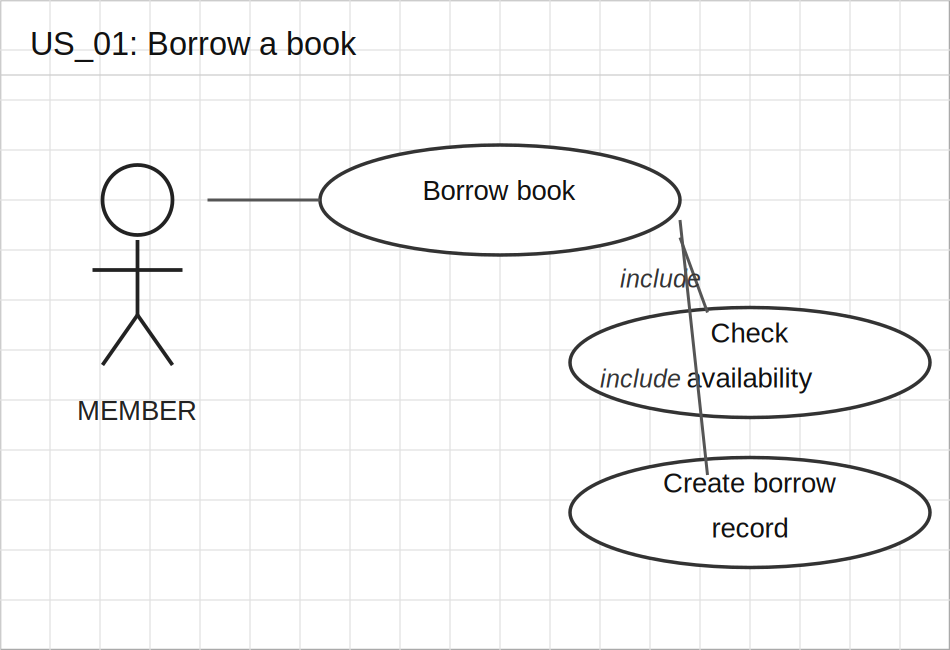 US_01: Borrow a book
Borrow book
include
Check
include
availability
MEMBER
Create borrow
record